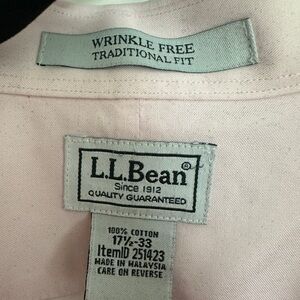 WRINKLE FREE
TRADITIONAL FIT
L.L.Bean®
Since 1912
QUALITY GUARANTEED
100% COTTON
17½-33
ItemID 251423
MADE IN MALAYSIA
CARE ON REVERSE